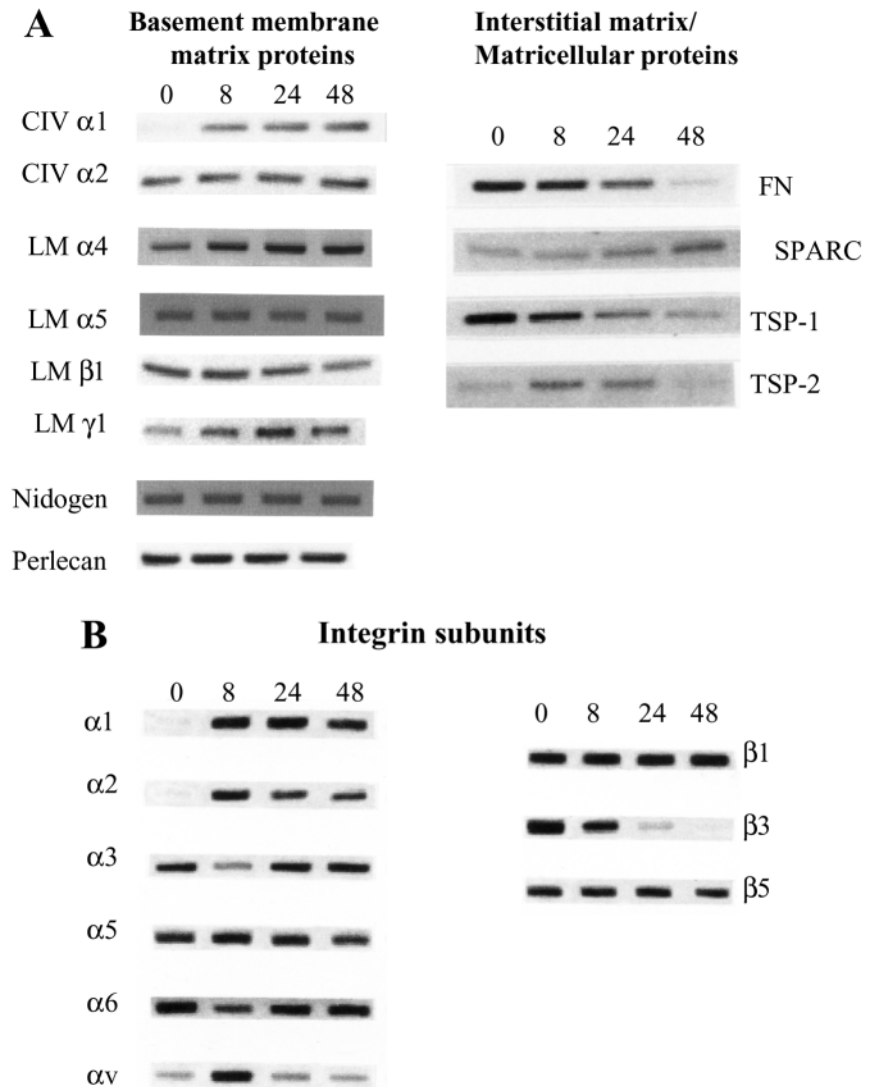 A
Basement membrane
matrix proteins
0 8 24 48
CIV α1
CIV α2
LM α4
LM α5
LM β1
LM γ1
Nidogen
Perlecan
Interstitial matrix/
Matricellular proteins
0 8 24 48
FN
SPARC
TSP-1
TSP-2
B
Integrin subunits
0 8 24 48
α1
α2
α3
α5
α6
αv
0 8 24 48
β1
β3
β5